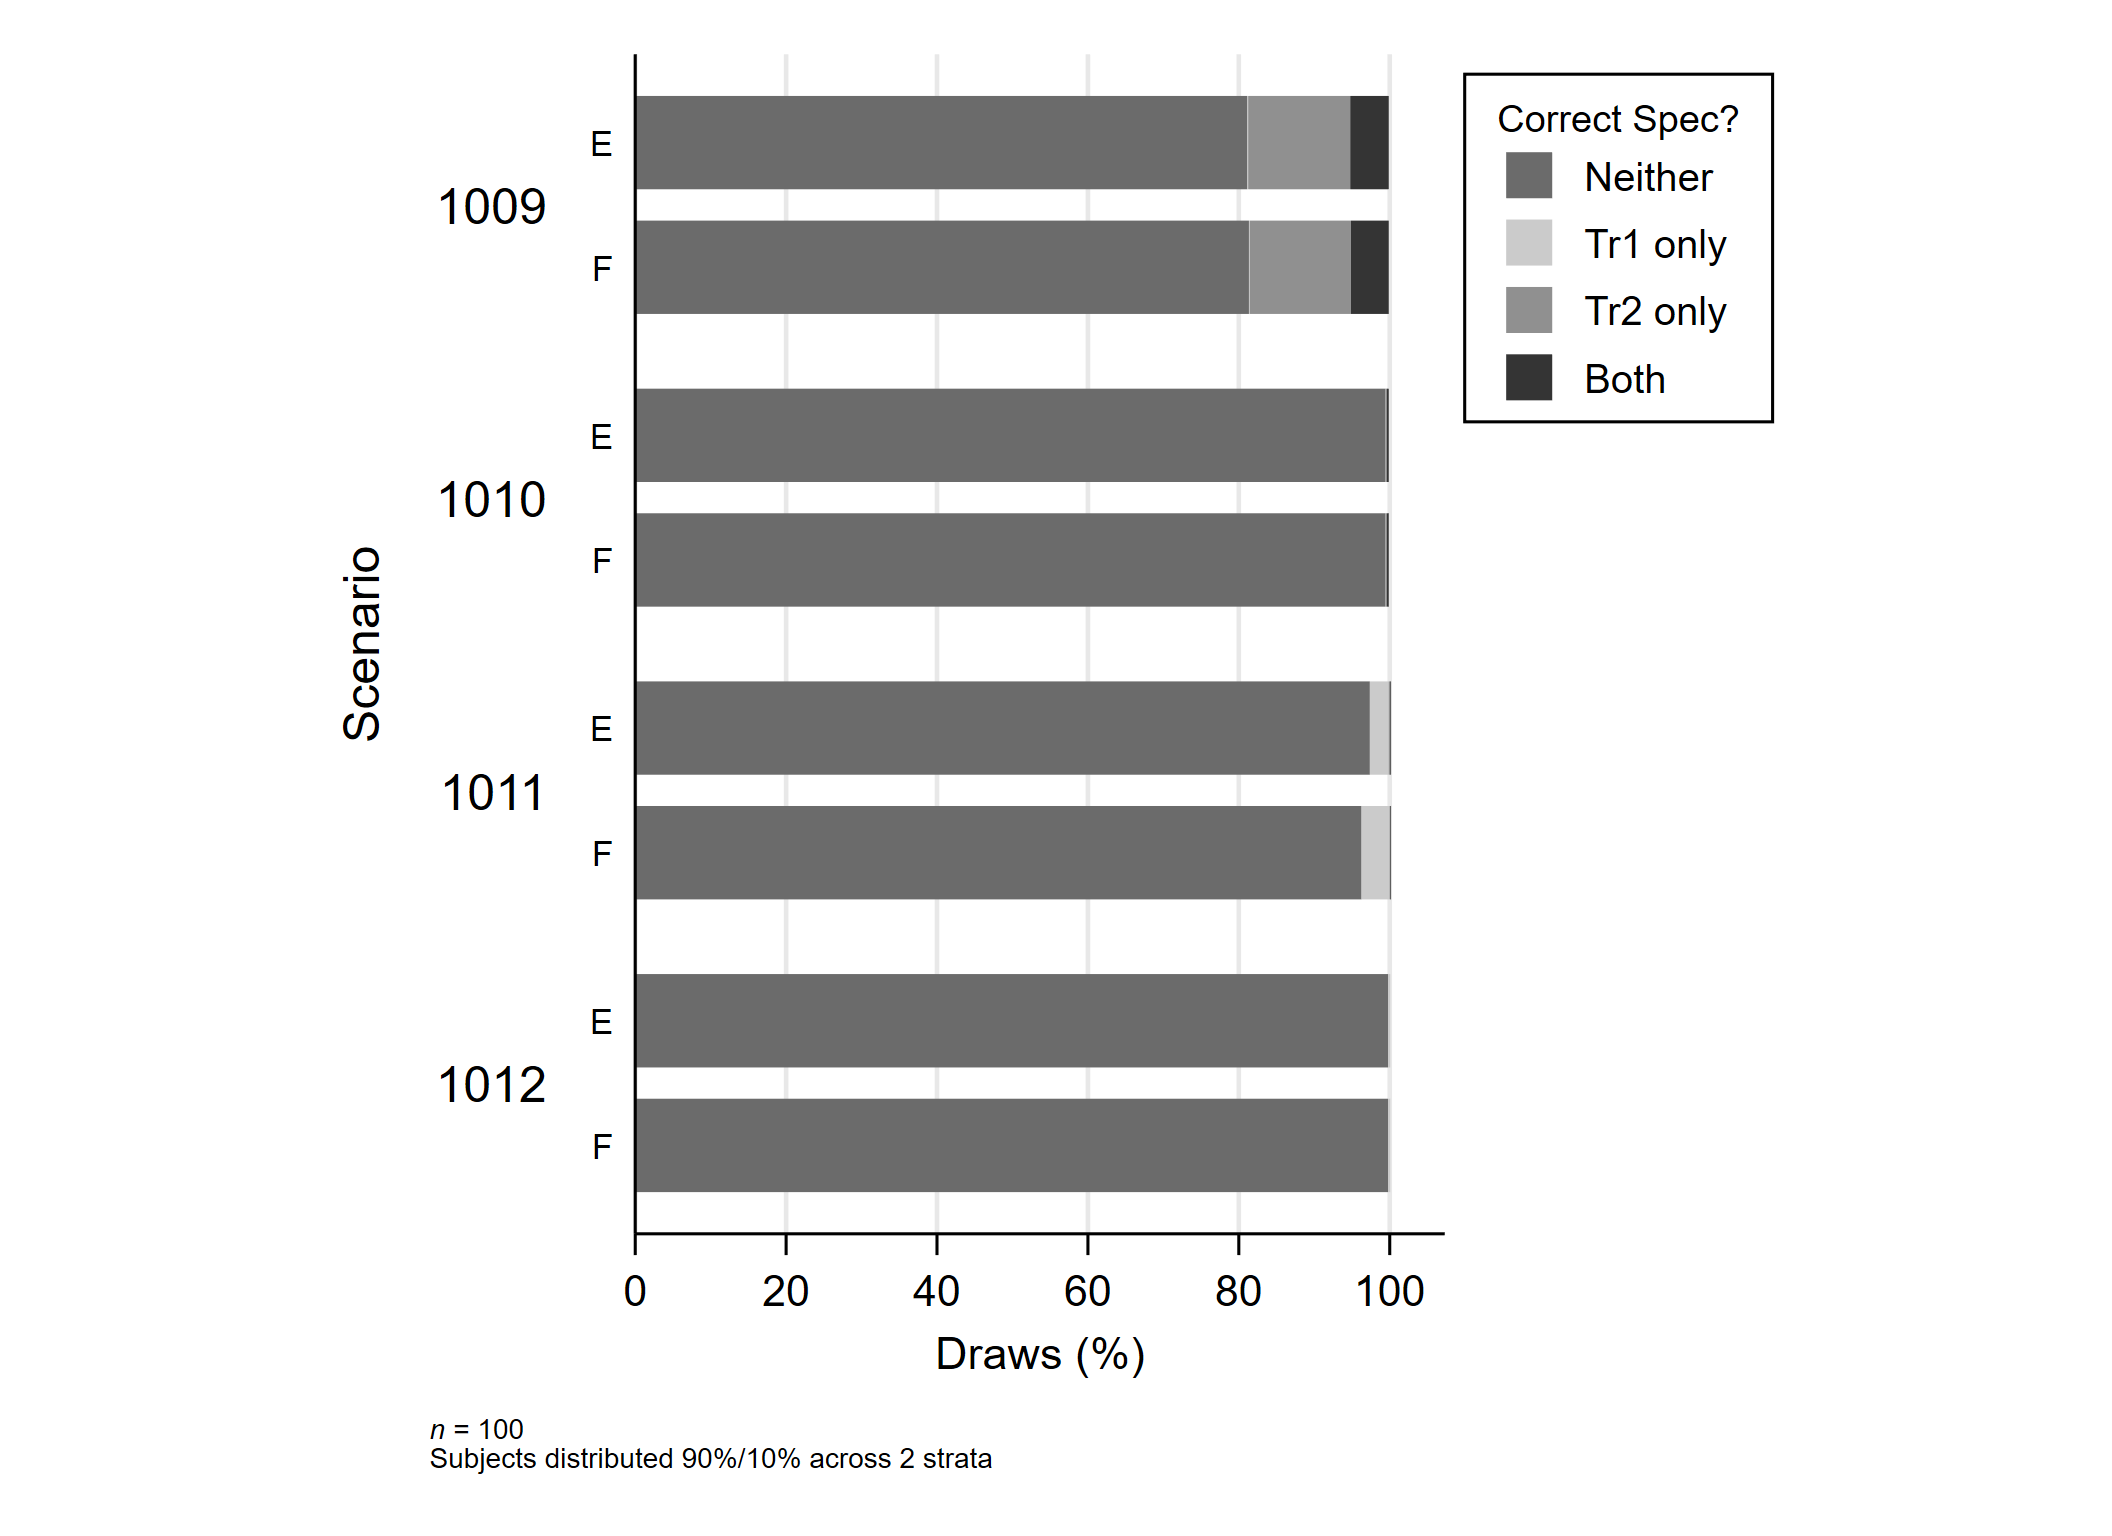 Correct Spec?
Neither
Tr1 only
Tr2 only
Both
Scenario
1009
E
F
1010
E
F
1011
E
F
1012
E
F
0 20 40 60 80 100
Draws (%)
n = 100
Subjects distributed 90%/10% across 2 strata